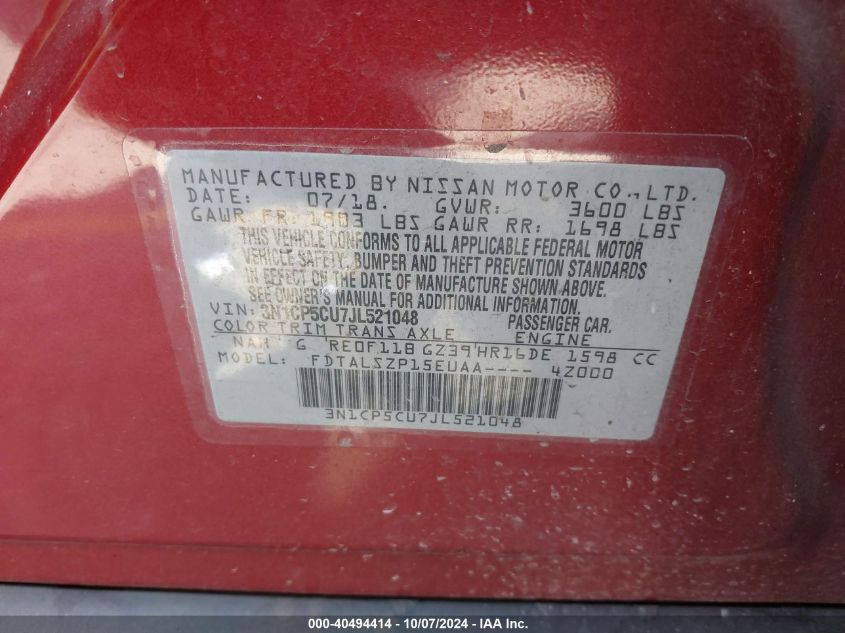 MANUFACTURED BY NISSAN MOTOR CO., LTD.
DATE: 07/18. GVWR: 3600 LBS
GAWR FR: 1903 LBS GAWR RR: 1698 LBS
THIS VEHICLE CONFORMS TO ALL APPLICABLE FEDERAL MOTOR
VEHICLE SAFETY, BUMPER AND THEFT PREVENTION STANDARDS
IN EFFECT ON THE DATE OF MANUFACTURE SHOWN ABOVE.
SEE OWNER'S MANUAL FOR ADDITIONAL INFORMATION.
VIN: 3N1CP5CU7JL521048 PASSENGER CAR.
COLOR TRIM TRANS AXLE ENGINE
NAH G RE0F11B GZ39 HR16DE 1598 CC
FDTALSZP15EUAA---- 4Z000
3N1CP5CU7JL521048
000-40494414 | 10/07/2024 | © IAA, Inc.